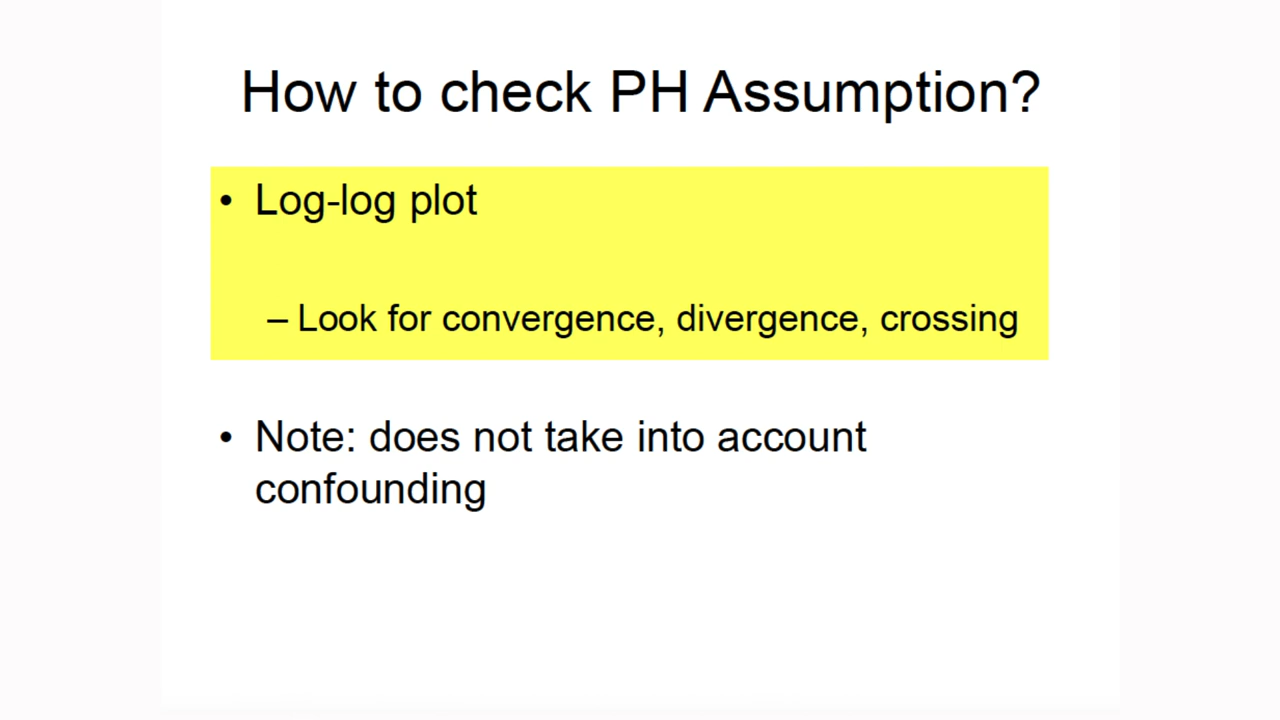 How to check PH Assumption?
• Log-log plot
– Look for convergence, divergence, crossing
• Note: does not take into account
confounding